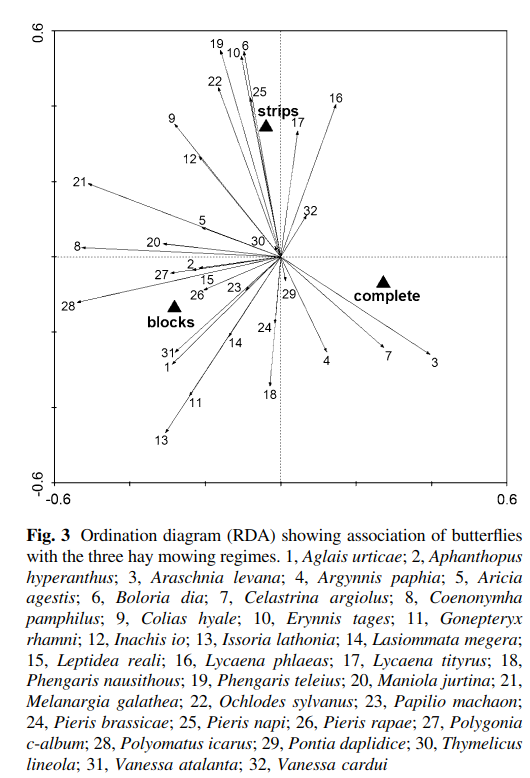 0.6
19
10 6
22
25
16
strips
17
9
12
21
5
32
20
30
8
2
27
15
26
23
29
complete
28
blocks
24
14
31
1
4
7
3
18
11
13
-0.6
-0.6
0.6
Fig. 3 Ordination diagram (RDA) showing association of butterflies
with the three hay mowing regimes. 1, Aglais urticae; 2, Aphanthopus
hyperanthus; 3, Araschnia levana; 4, Argynnis paphia; 5, Aricia
agestis; 6, Boloria dia; 7, Celastrina argiolus; 8, Coenonymha
pamphilus; 9, Colias hyale; 10, Erynnis tages; 11, Gonepteryx
rhamni; 12, Inachis io; 13, Issoria lathonia; 14, Lasiommata megera;
15, Leptidea reali; 16, Lycaena phlaeas; 17, Lycaena tityrus; 18,
Phengaris nausithous; 19, Phengaris teleius; 20, Maniola jurtina; 21,
Melanargia galathea; 22, Ochlodes sylvanus; 23, Papilio machaon;
24, Pieris brassicae; 25, Pieris napi; 26, Pieris rapae; 27, Polygonia
c-album; 28, Polyomatus icarus; 29, Pontia daplidice; 30, Thymelicus
lineola; 31, Vanessa atalanta; 32, Vanessa cardui